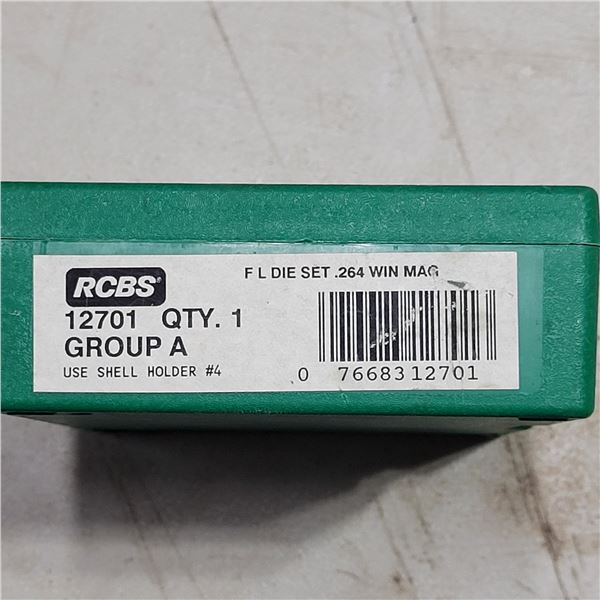 RCBS®
F L DIE SET .264 WIN MAG
12701 QTY. 1
GROUP A
USE SHELL HOLDER #4
0 76683 12701